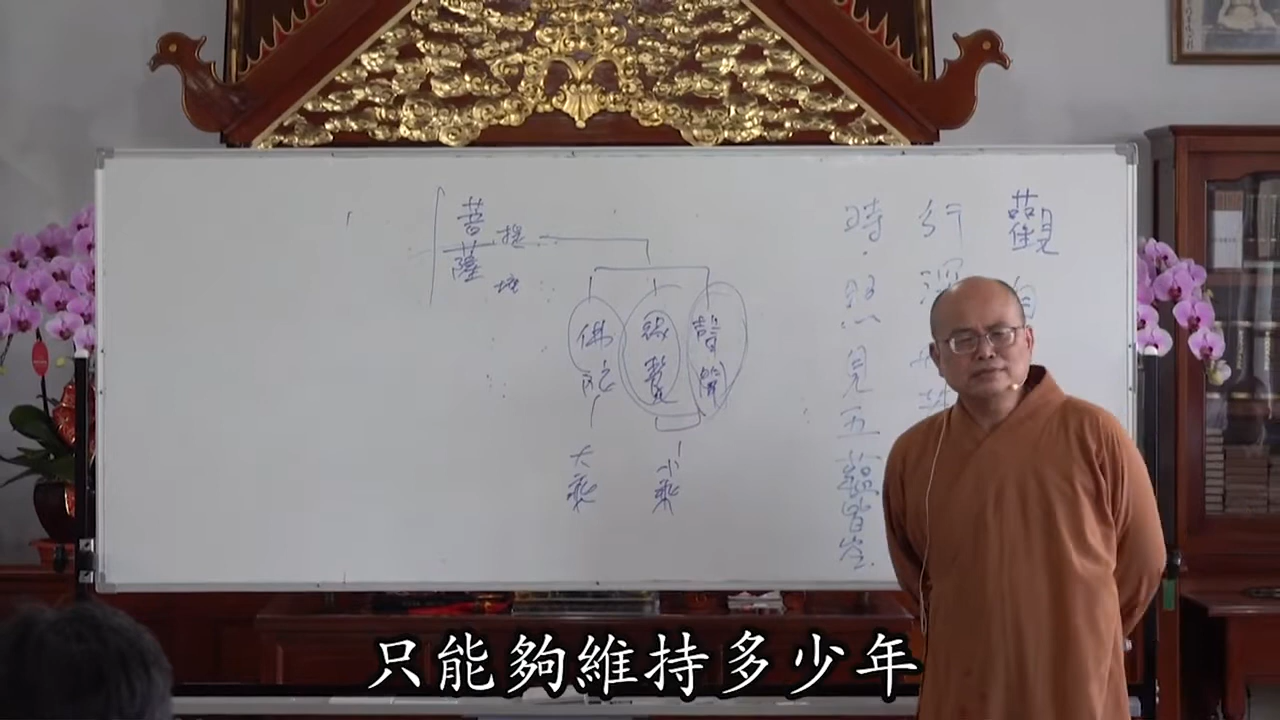 觀自
行深
時照見五蘊皆空
菩薩
提埵
聲聞
緣覺
佛陀
小乘
大乘
只能夠維持多少年